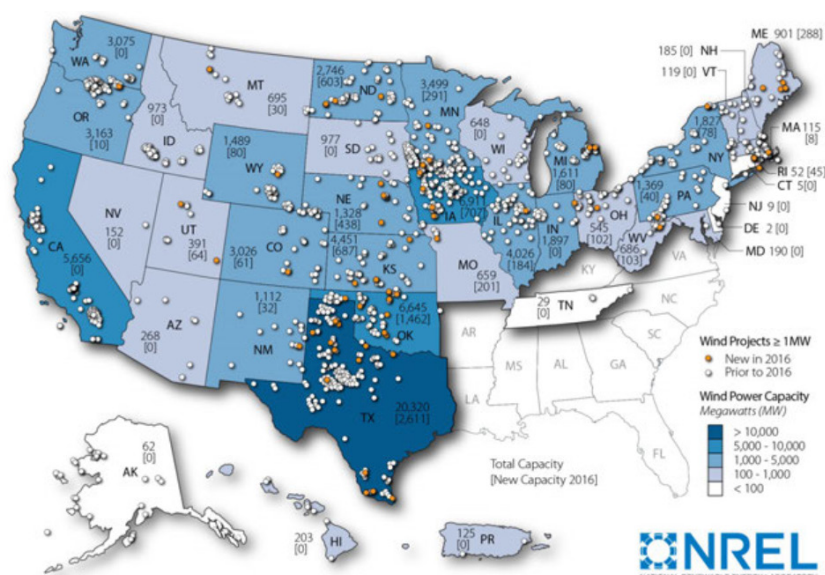 ME 901 [288]
185 [0] NH
119 [0] VT
3,075
[0]
WA
MT
695
[30]
2,746
[603]
ND
3,499
[291]
MN
OR
3,163
[10]
973
[0]
ID
1,489
[80]
WY
977
[0]
SD
648
[0]
WI
MI
1,611
[80]
1,827
[78]
NY
MA 115
[8]
RI 52 [45]
CT 5[0]
NJ 9 [0]
DE 2 [0]
MD 190 [0]
NE
1,328
[438]
6,911
[707]
IA
IL
4,026
[184]
IN
1,897
[0]
OH
545
[102]
1,369
[40]
PA
WV
686
[103]
NV
152
[0]
UT
391
[64]
CO
3,026
[61]
4,451
[687]
KS
MO
659
[201]
KY
VA
CA
5,656
[0]
AZ
268
[0]
1,112
[32]
NM
6,645
[1,462]
OK
AR
29
[0]
TN
NC
SC
MS
AL
GA
LA
FL
TX
20,320
[2,611]
AK
62
[0]
203
[0]
HI
125
[0]
PR
Total Capacity
[New Capacity 2016]
Wind Projects ≥ 1MW
New in 2016
Prior to 2016
Wind Power Capacity
Megawatts (MW)
> 10,000
5,000 - 10,000
1,000 - 5,000
100 - 1,000
< 100
NREL